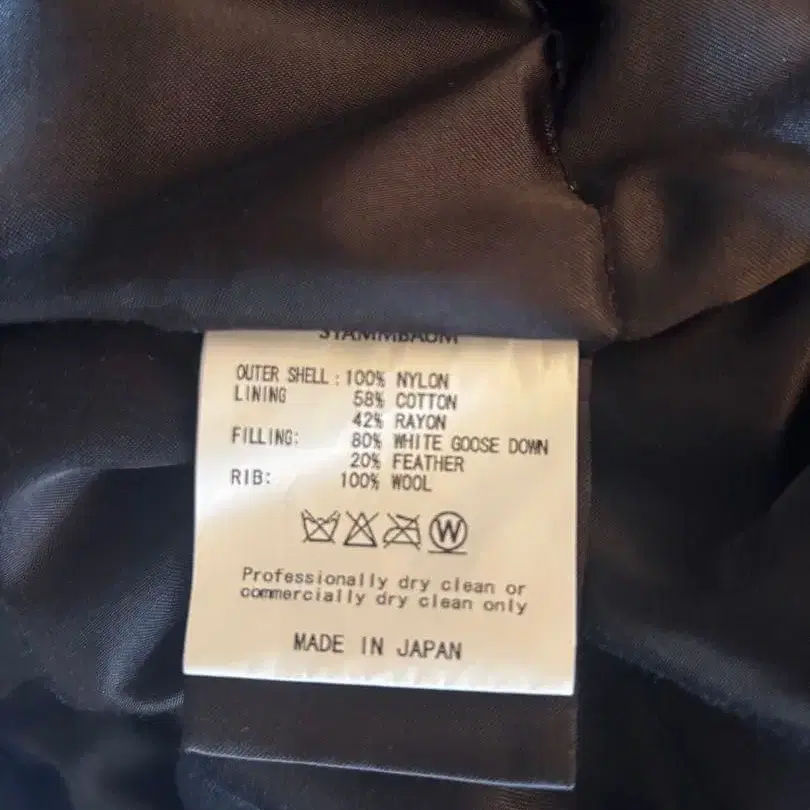 STAMMBAUM
OUTER SHELL : 100% NYLON
LINING 58% COTTON
42% RAYON
FILLING: 80% WHITE GOOSE DOWN
20% FEATHER
RIB: 100% WOOL
W
Professionally dry clean or
commercially dry clean only
MADE IN JAPAN